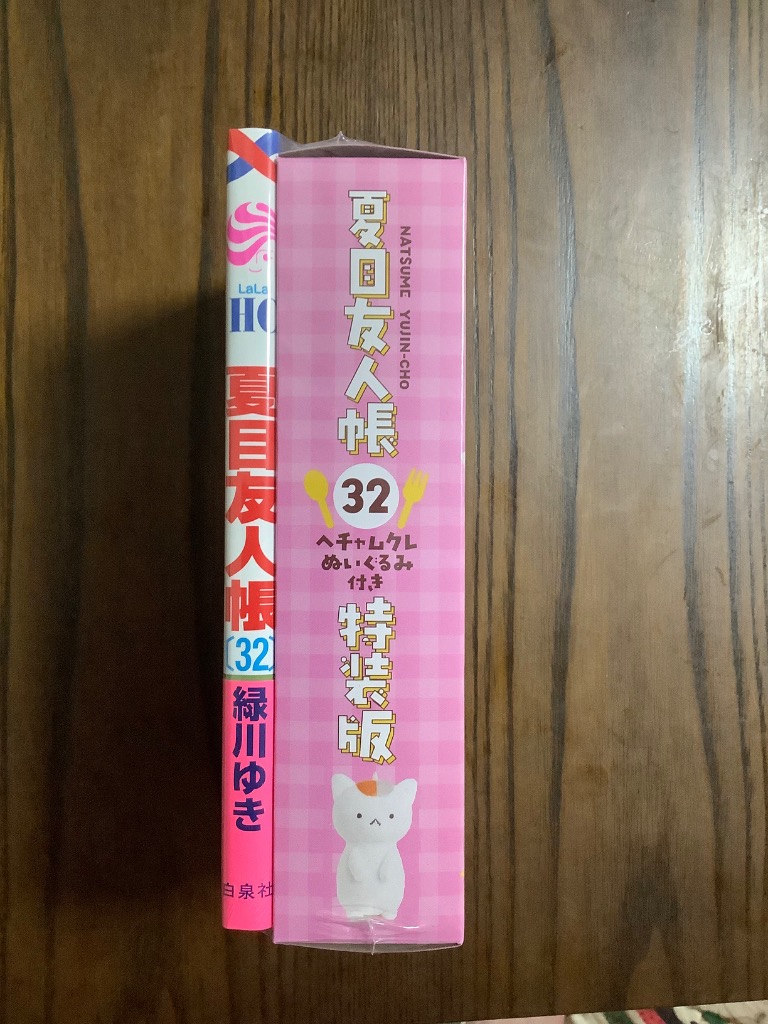 LaLa
HC
夏目友人帳
〔32〕
緑川ゆき
白泉社
夏目友人帳
NATSUME YUJIN-CHO
32
ヘチャムクレ
ぬいぐるみ
付き
特装版